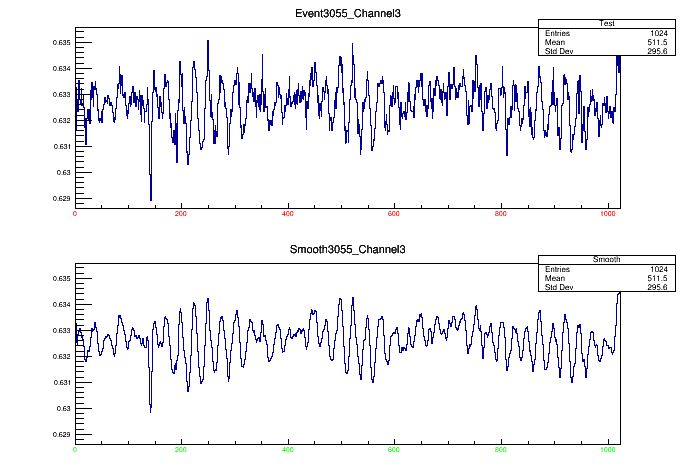 Event3055_Channel3
Test
Entries 1024
Mean 511.5
Std Dev 295.6
0.635
0.634
0.633
0.632
0.631
0.63
0.629
0 200 400 600 800 1000
Smooth3055_Channel3
Smooth
Entries 1024
Mean 511.5
Std Dev 295.6
0.635
0.634
0.633
0.632
0.631
0.63
0.629
0 200 400 600 800 1000